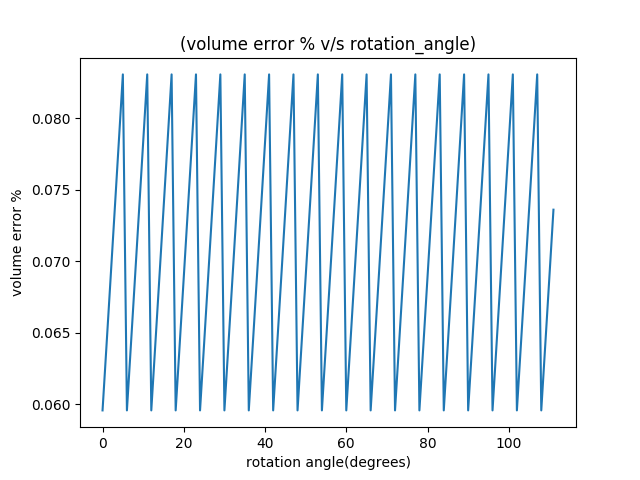 (volume error % v/s rotation_angle)
0.080
0.075
0.070
0.065
0.060
volume error %
0 20 40 60 80 100
rotation angle(degrees)